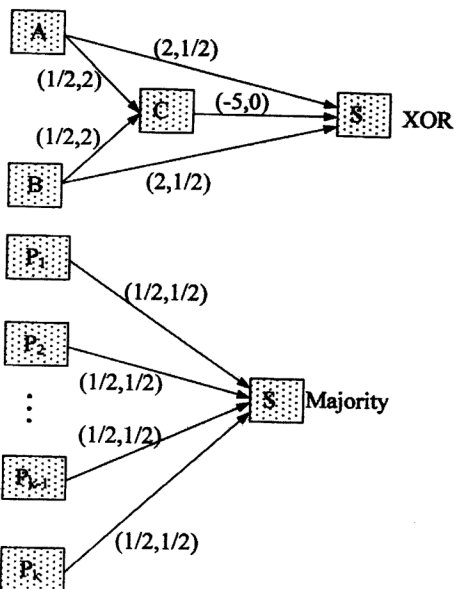 A
(2,1/2)
(1/2,2)
C
(-5,0)
S
XOR
(1/2,2)
B
(2,1/2)
P1
(1/2,1/2)
P2
(1/2,1/2)
S
Majority
(1/2,1/2)
Pk-1
(1/2,1/2)
Pk